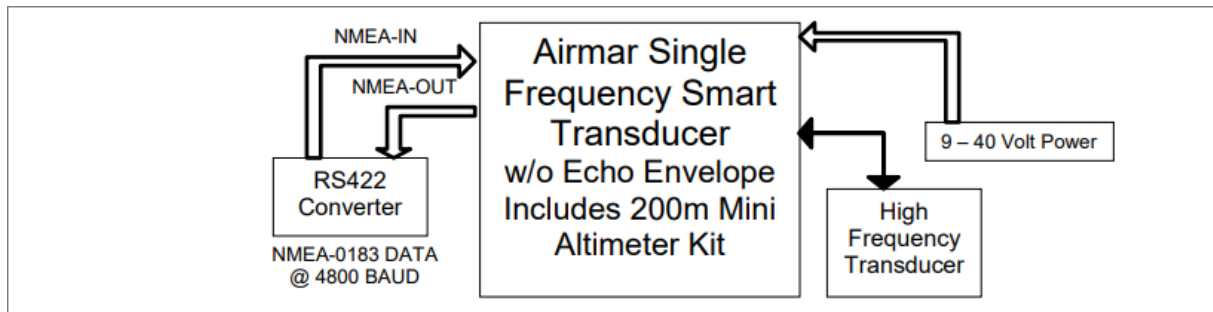 NMEA-IN
NMEA-OUT
RS422
Converter
NMEA-0183 DATA
@ 4800 BAUD
Airmar Single
Frequency Smart
Transducer
w/o Echo Envelope
Includes 200m Mini
Altimeter Kit
9 – 40 Volt Power
High
Frequency
Transducer